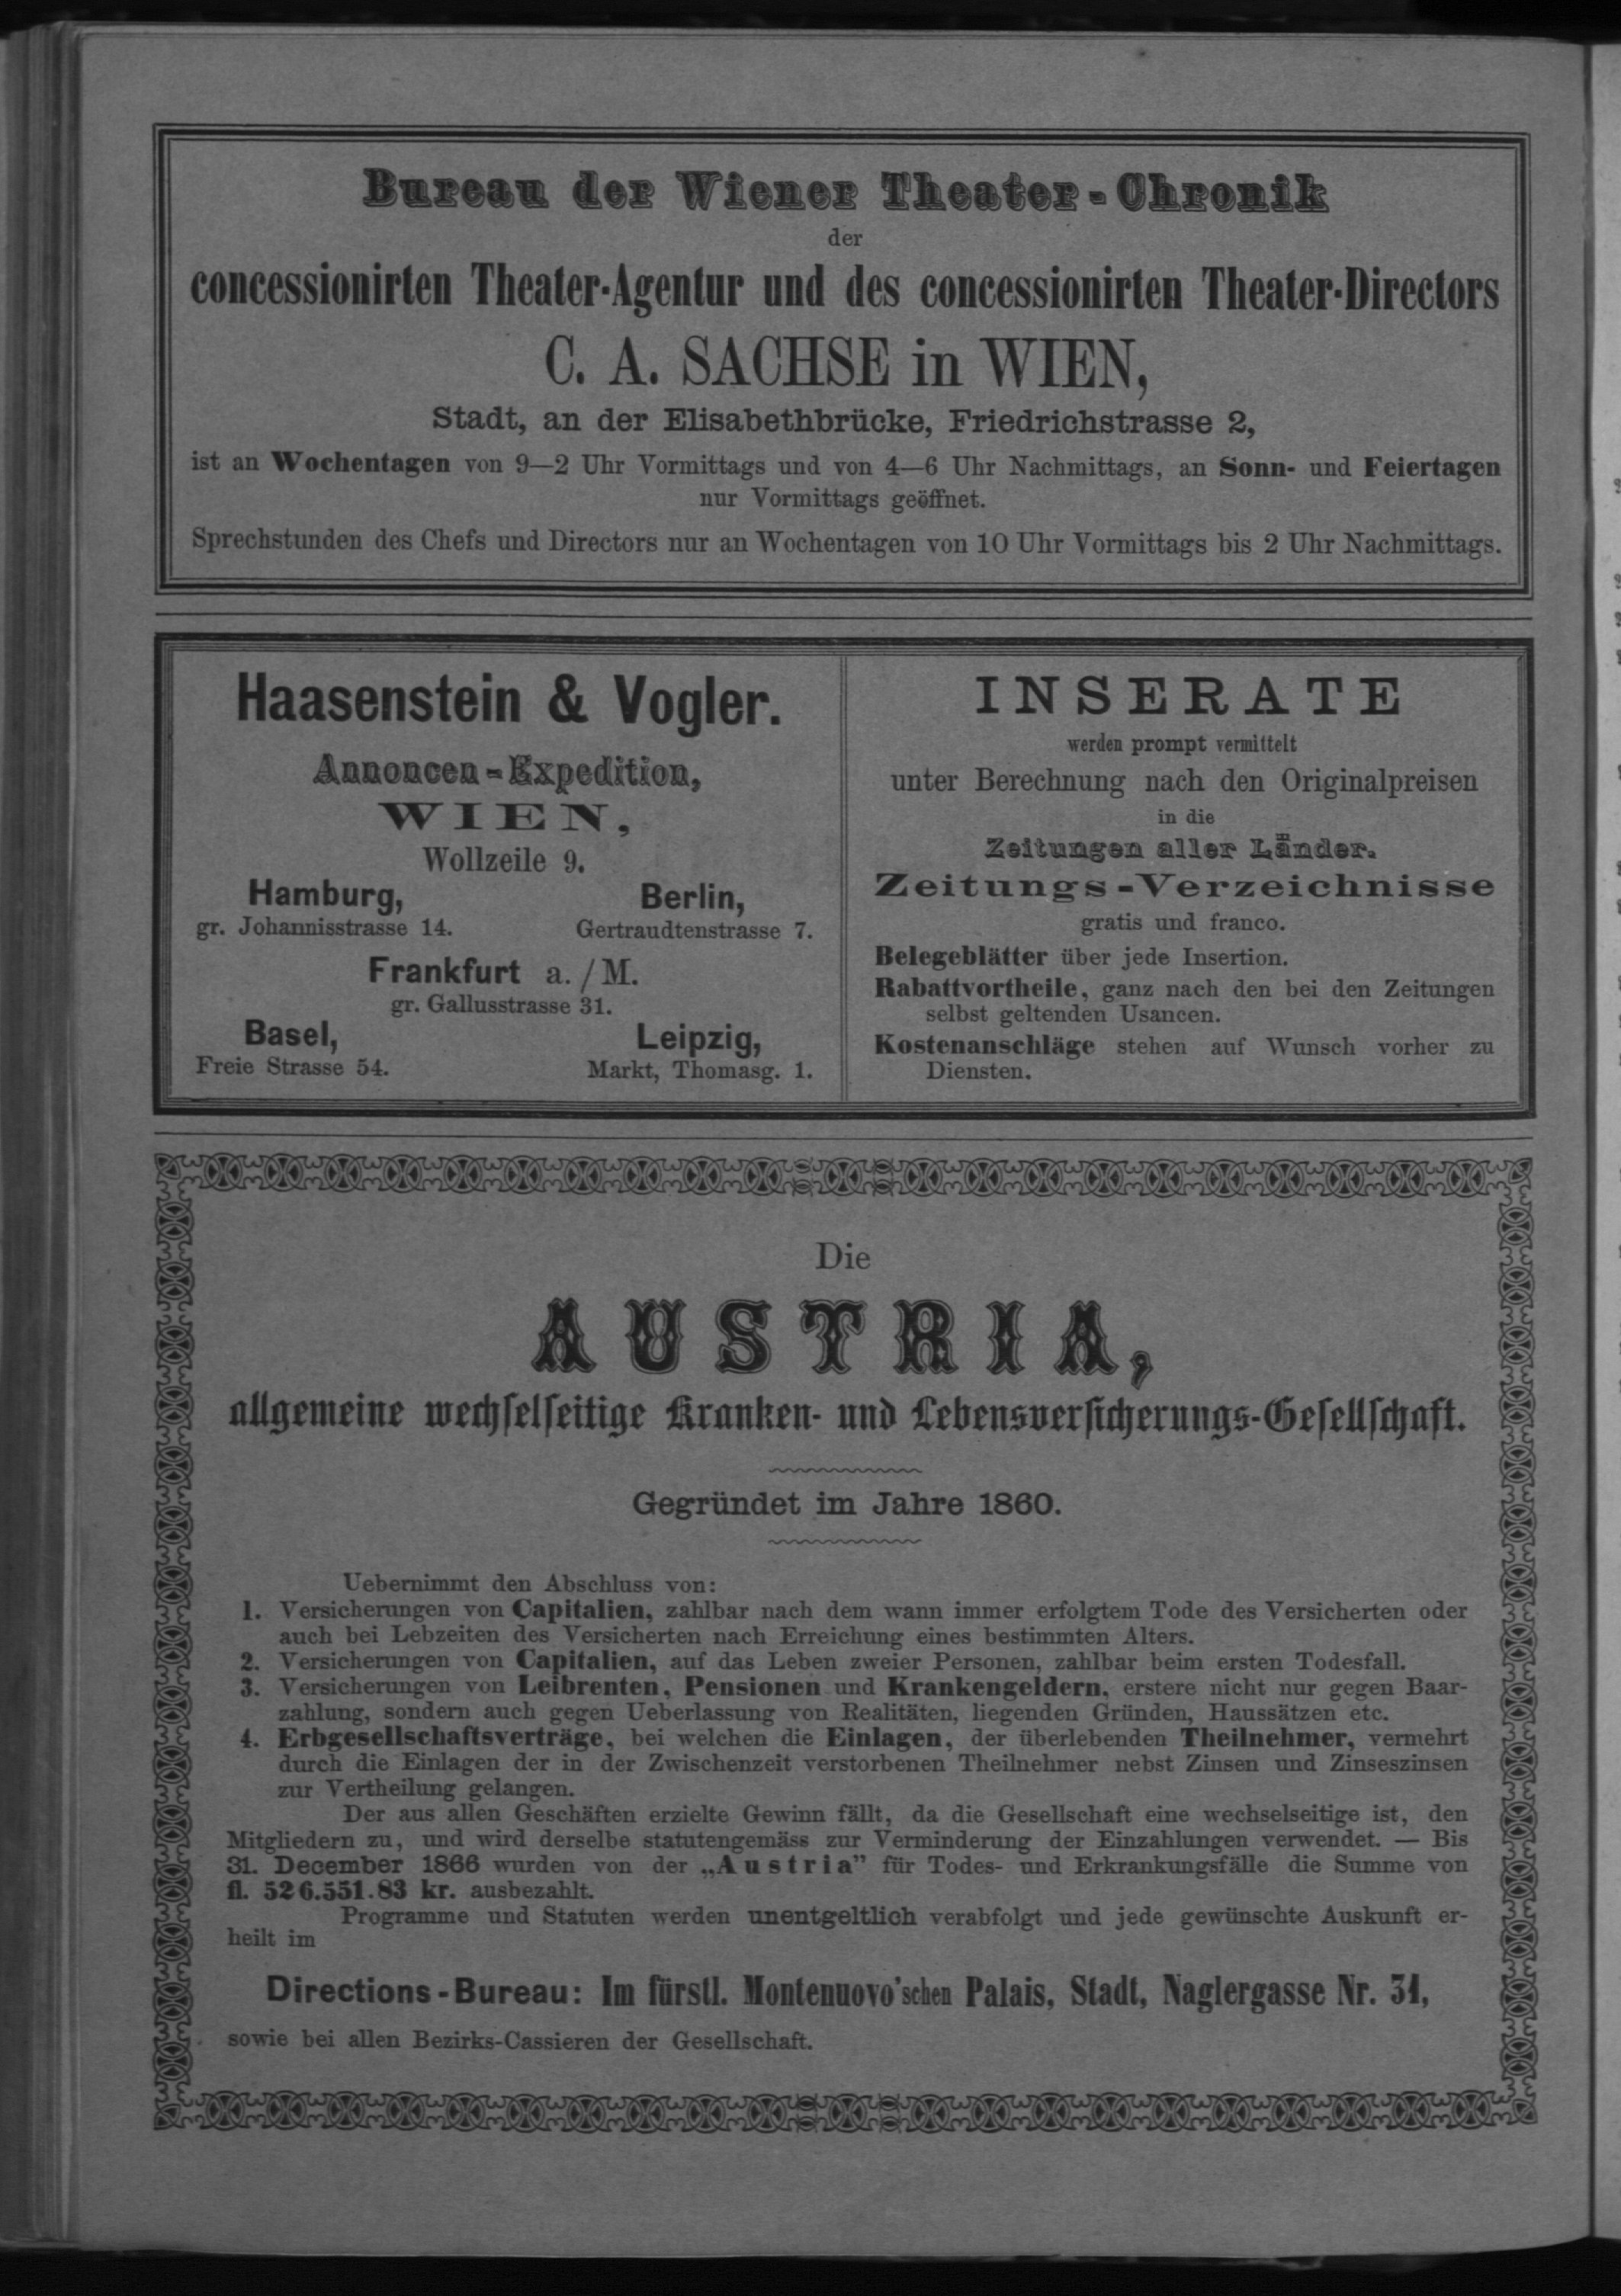 Bureau der Wiener Theater-Chronik
der
concessionirten Theater-Agentur und des concessionirten Theater-Directors
C. A. SACHSE in WIEN,
Stadt, an der Elisabethbrücke, Friedrichstrasse 2,
ist an Wochentagen von 9—2 Uhr Vormittags und von 4—6 Uhr Nachmittags, an Sonn- und Feiertagen
nur Vormittags geöffnet.
Sprechstunden des Chefs und Directors nur an Wochentagen von 10 Uhr Vormittags bis 2 Uhr Nachmittags.
Haasenstein & Vogler.
Annoncen-Expedition,
WIEN,
Wollzeile 9.
Hamburg, Berlin,
gr. Johannisstrasse 14. Gertraudtenstrasse 7.
Frankfurt a./M.
gr. Gallusstrasse 31.
Basel, Leipzig,
Freie Strasse 54. Markt, Thomasg. 1.
INSERATE
werden prompt vermittelt
unter Berechnung nach den Originalpreisen
in die
Zeitungen aller Länder.
Zeitungs-Verzeichnisse
gratis und franco.
Belegeblätter über jede Insertion.
Rabattvortheile, ganz nach den bei den Zeitungen
selbst geltenden Usancen.
Kostenanschläge stehen auf Wunsch vorher zu
Diensten.
Die
AUSTRIA,
allgemeine wechselseitige Kranken- und Lebensversicherungs-Gesellschaft.
Gegründet im Jahre 1860.
Uebernimmt den Abschluss von:
1. Versicherungen von Capitalien, zahlbar nach dem wann immer erfolgtem Tode des Versicherten oder
auch bei Lebzeiten des Versicherten nach Erreichung eines bestimmten Alters.
2. Versicherungen von Capitalien, auf das Leben zweier Personen, zahlbar beim ersten Todesfall.
3. Versicherungen von Leibrenten, Pensionen und Krankengeldern, erstere nicht nur gegen Baar-
zahlung, sondern auch gegen Ueberlassung von Realitäten, liegenden Gründen, Haussätzen etc.
4. Erbgesellschaftsverträge, bei welchen die Einlagen, der überlebenden Theilnehmer, vermehrt
durch die Einlagen der in der Zwischenzeit verstorbenen Theilnehmer nebst Zinsen und Zinseszinsen
zur Vertheilung gelangen.
Der aus allen Geschäften erzielte Gewinn fällt, da die Gesellschaft eine wechselseitige ist, den
Mitgliedern zu, und wird derselbe statutengemäss zur Verminderung der Einzahlungen verwendet. — Bis
31. December 1866 wurden von der „Austria” für Todes- und Erkrankungsfälle die Summe von
fl. 526.551.83 kr. ausbezahlt.
Programme und Statuten werden unentgeltlich verabfolgt und jede gewünschte Auskunft er-
heilt im
Directions-Bureau: Im fürstl. Montenuovo'schen Palais, Stadt, Naglergasse Nr. 31,
sowie bei allen Bezirks-Cassieren der Gesellschaft.